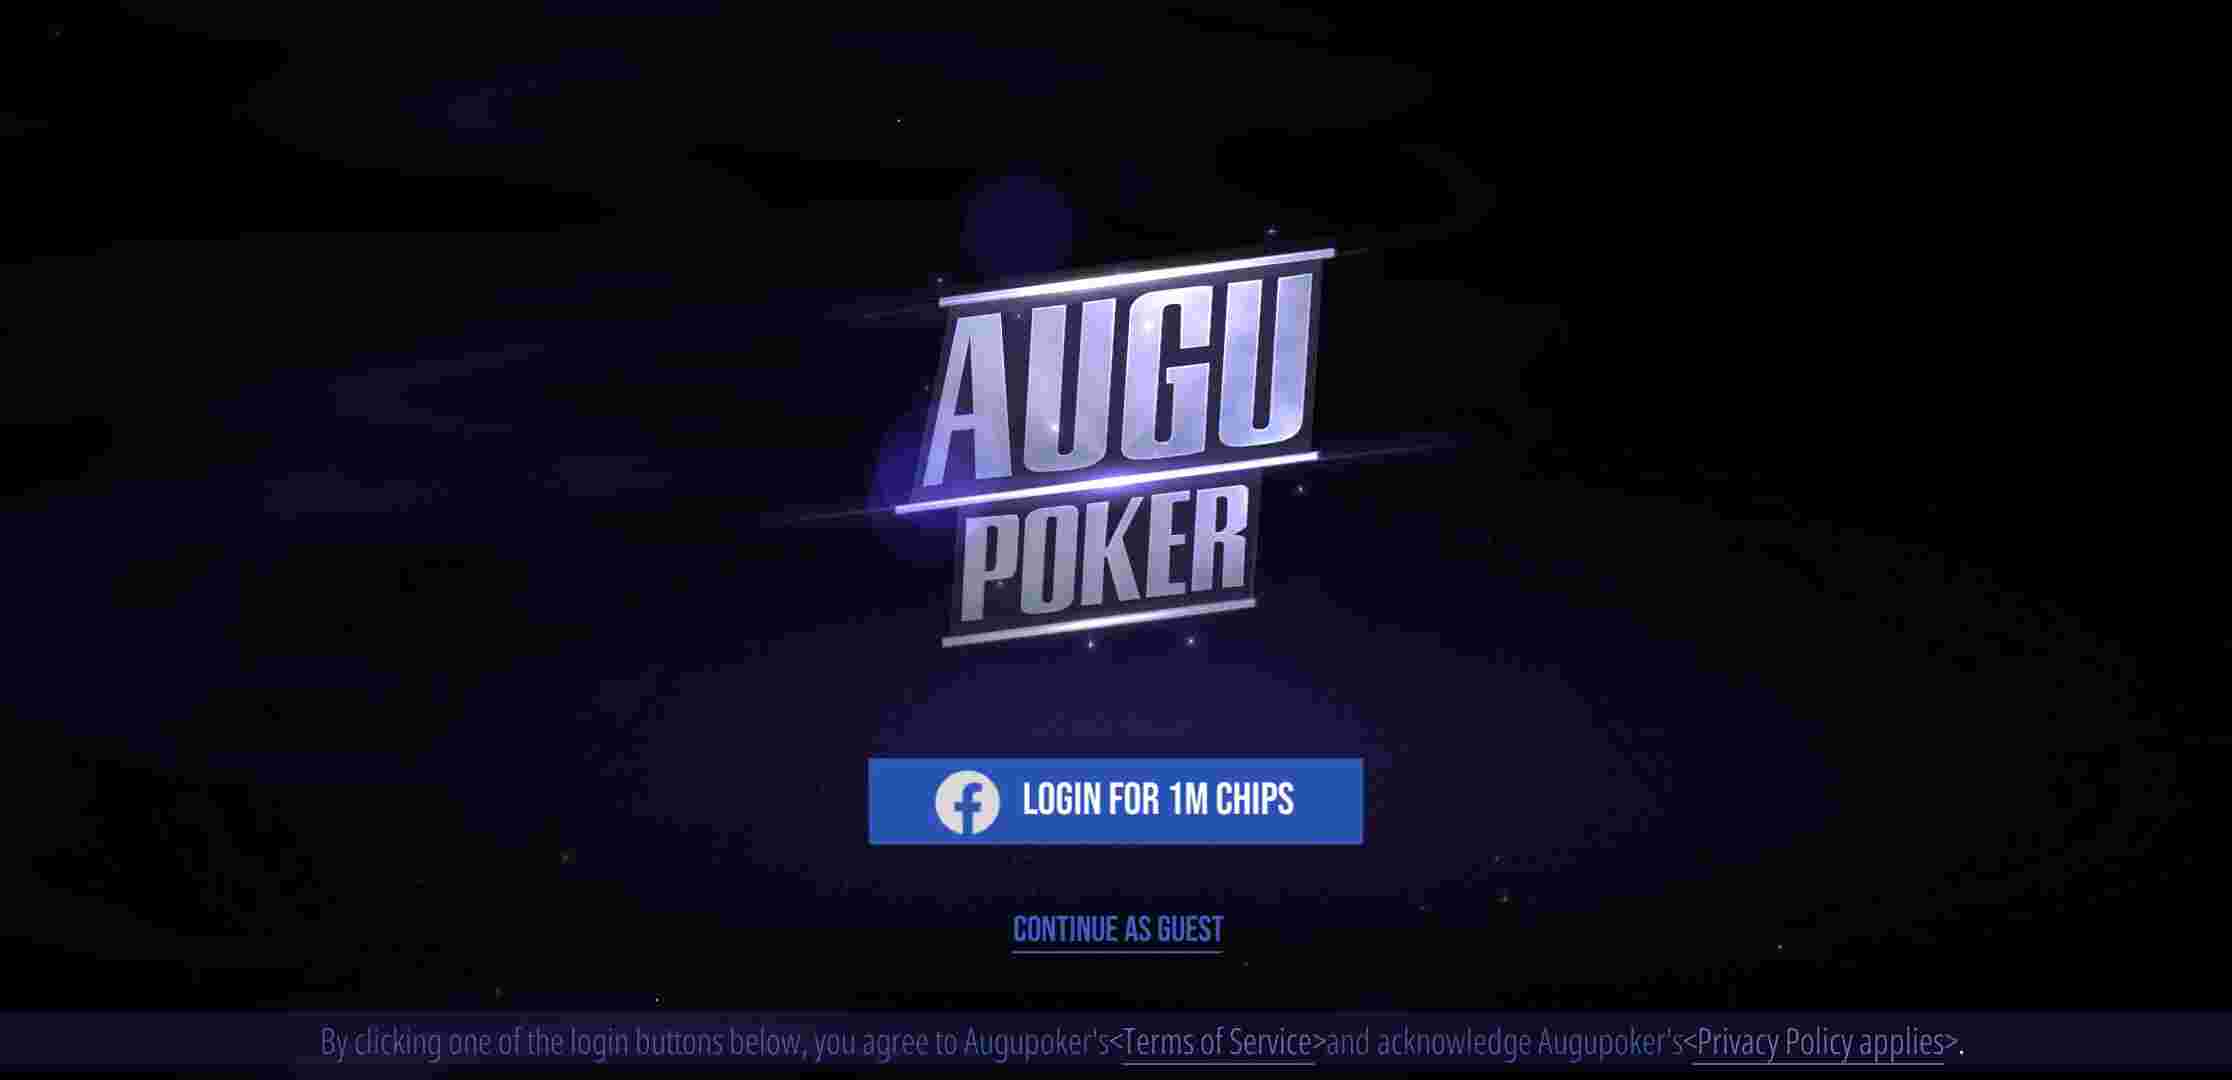 AUGU
POKER
LOGIN FOR 1M CHIPS
CONTINUE AS GUEST
By clicking one of the login buttons below, you agree to Augupoker's<Terms of Service>and acknowledge Augupoker's<Privacy Policy applies>.